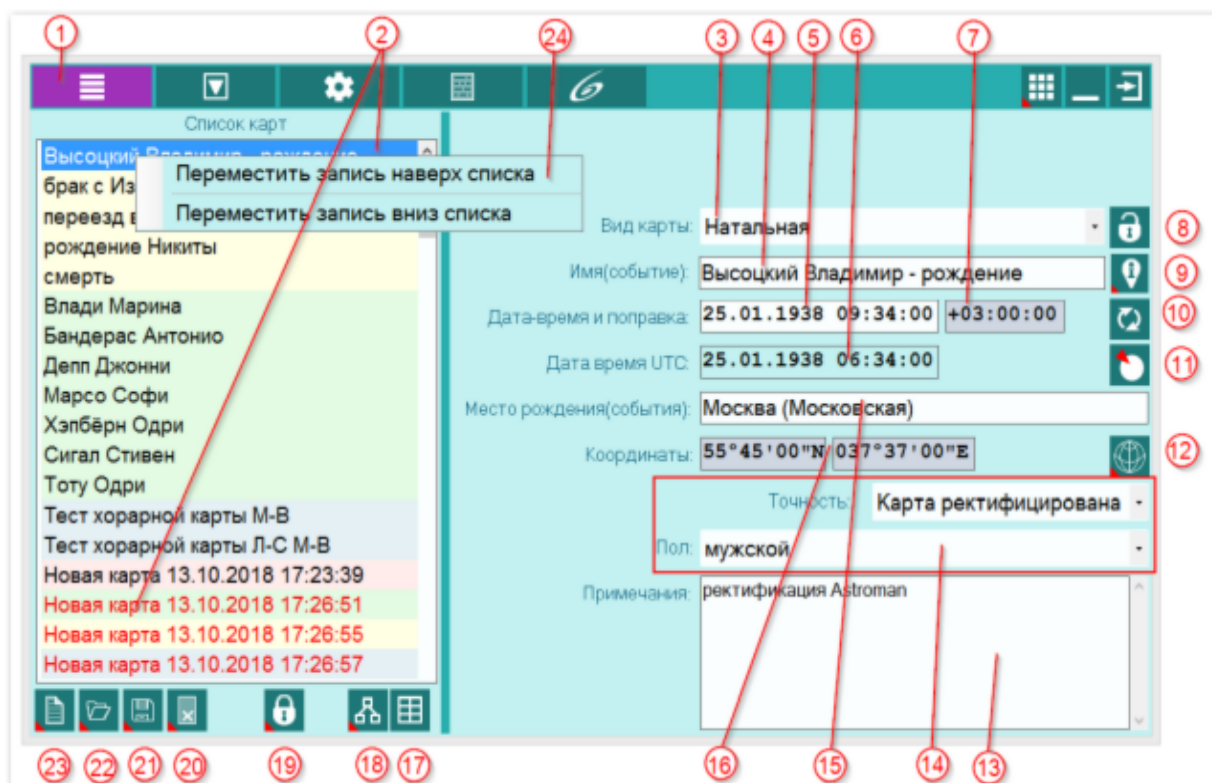 1 2 24 3 4 5 6 7
Список карт
Высоцкий Владимир - рождение
Переместить запись наверх списка
брак с Из
Переместить запись вниз списка
переезд в
рождение Никиты
смерть
Влади Марина
Бандерас Антонио
Депп Джонни
Марсо Софи
Хэпбёрн Одри
Сигал Стивен
Тоту Одри
Тест хорарной карты М-В
Тест хорарной карты Л-С М-В
Новая карта 13.10.2018 17:23:39
Новая карта 13.10.2018 17:26:51
Новая карта 13.10.2018 17:26:55
Новая карта 13.10.2018 17:26:57
Вид карты: Натальная 8
Имя(событие): Высоцкий Владимир - рождение 9
Дата-время и поправка: 25.01.1938 09:34:00 +03:00:00 10
Дата время UTC: 25.01.1938 06:34:00 11
Место рождения(события): Москва (Московская)
Координаты: 55°45'00"N 037°37'00"E 12
Точность: Карта ректифицирована
Пол: мужской
Примечания: ректификация Astroman
23 22 21 20 19 18 17 16 15 14 13